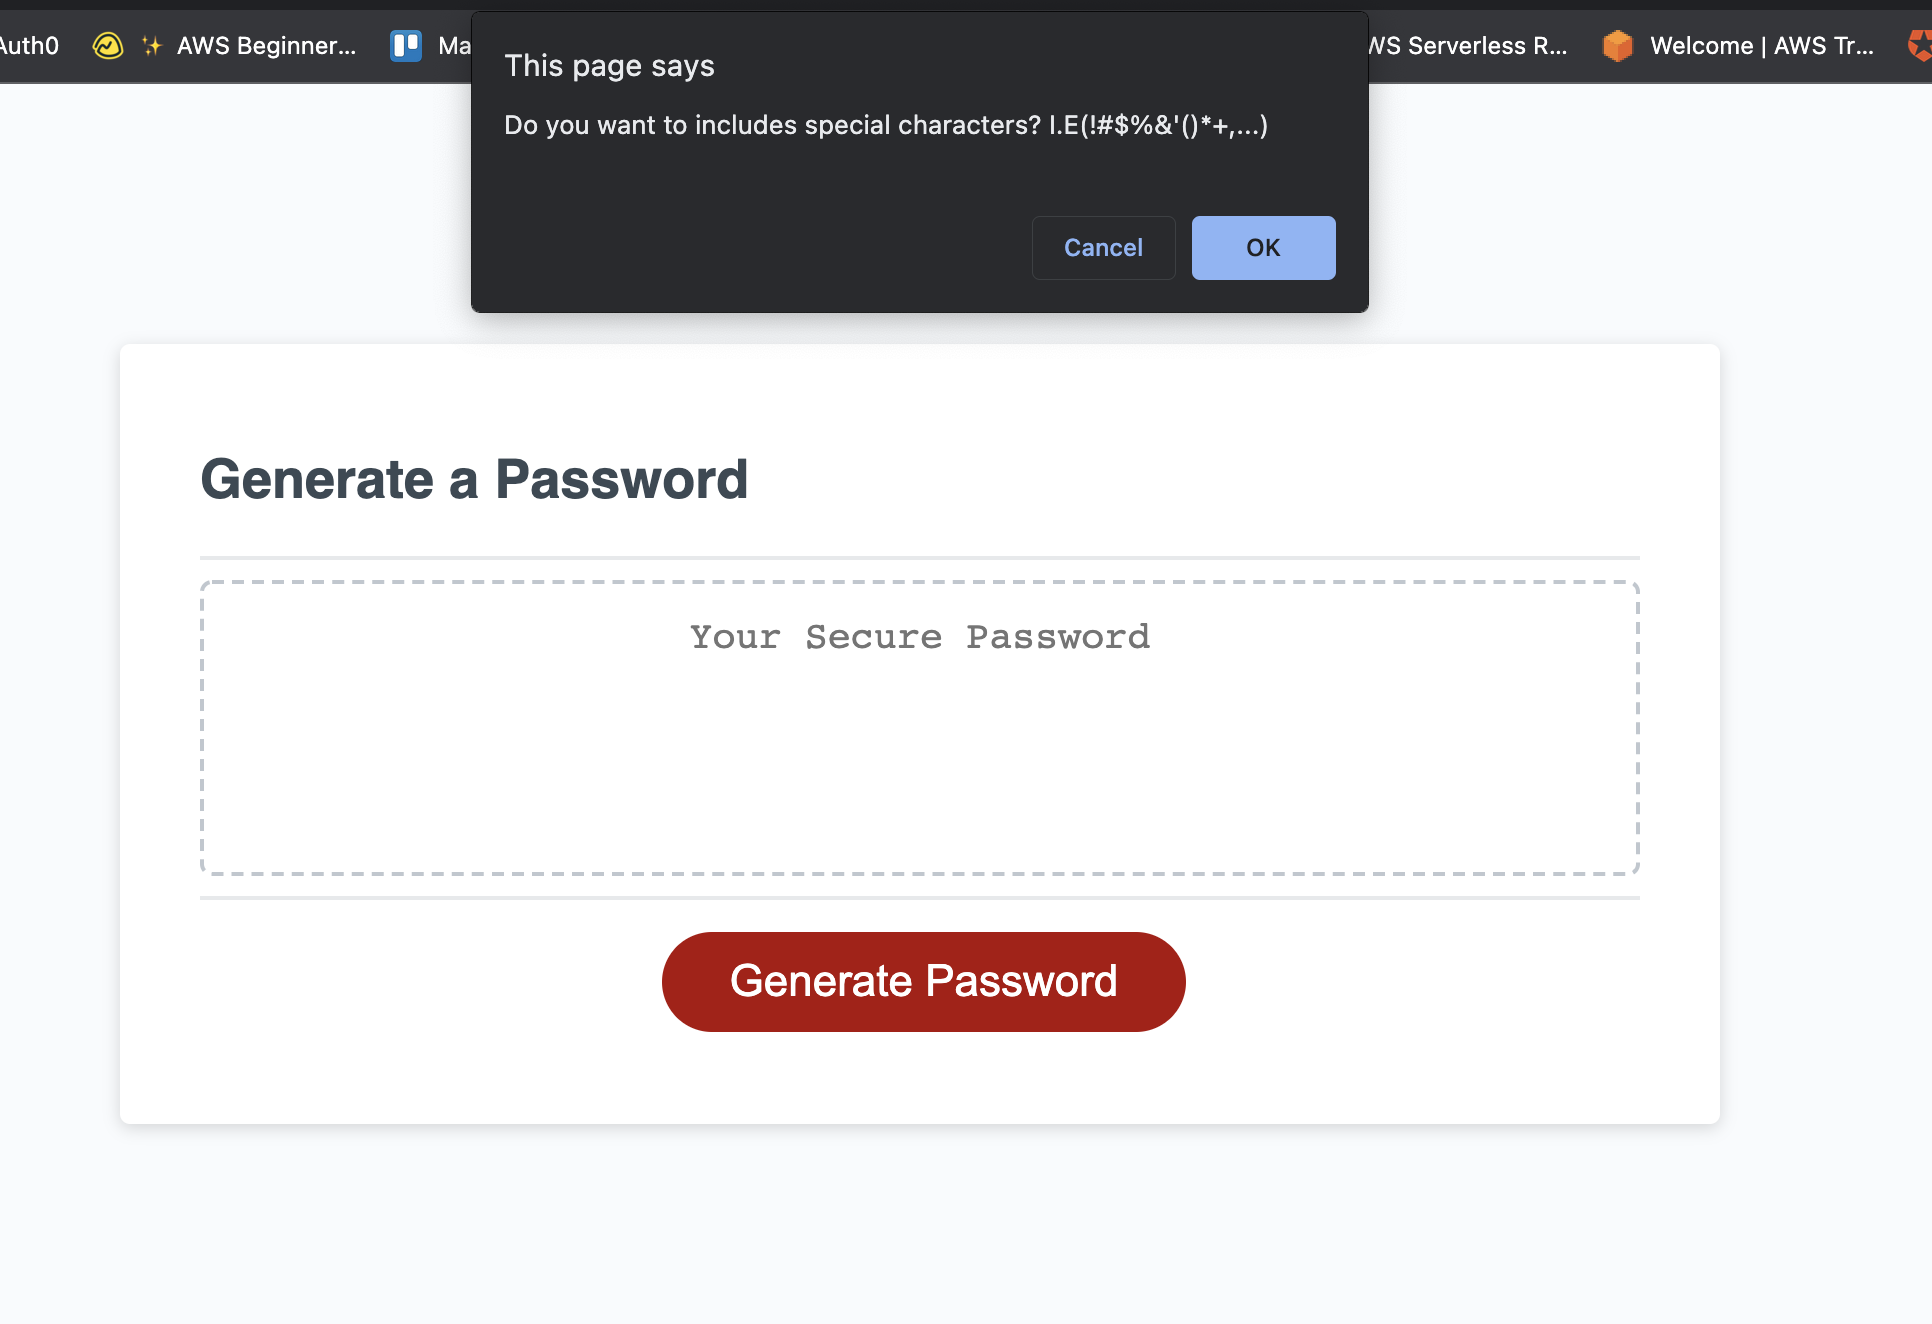 Auth0 ✨ AWS Beginner... Ma WS Serverless R... Welcome | AWS Tr...
This page says
Do you want to includes special characters? I.E(!#$%&'()*+,...)
Cancel OK
Generate a Password
Your Secure Password
Generate Password